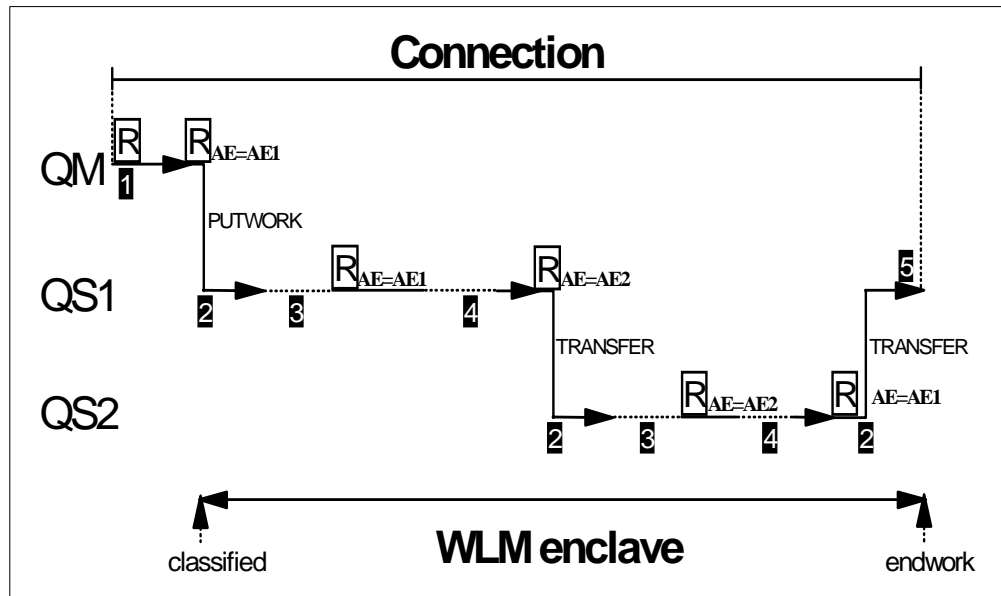 Connection
R R AE=AE1
QM
1
PUTWORK
R AE=AE1 R AE=AE2 5
QS1
2 3 4
TRANSFER TRANSFER
R AE=AE2 R AE=AE1
QS2
2 3 4 2
WLM enclave
classified endwork